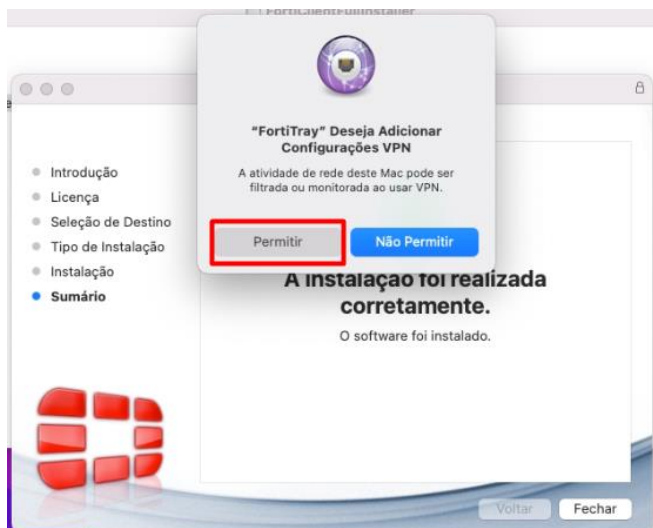 FortiClientFullInstaller
"FortiTray" Deseja Adicionar
Configurações VPN
A atividade de rede deste Mac pode ser
filtrada ou monitorada ao usar VPN.
Permitir
Não Permitir
Introdução
Licença
Seleção de Destino
Tipo de Instalação
Instalação
Sumário
A instalação foi realizada
corretamente.
O software foi instalado.
Voltar
Fechar